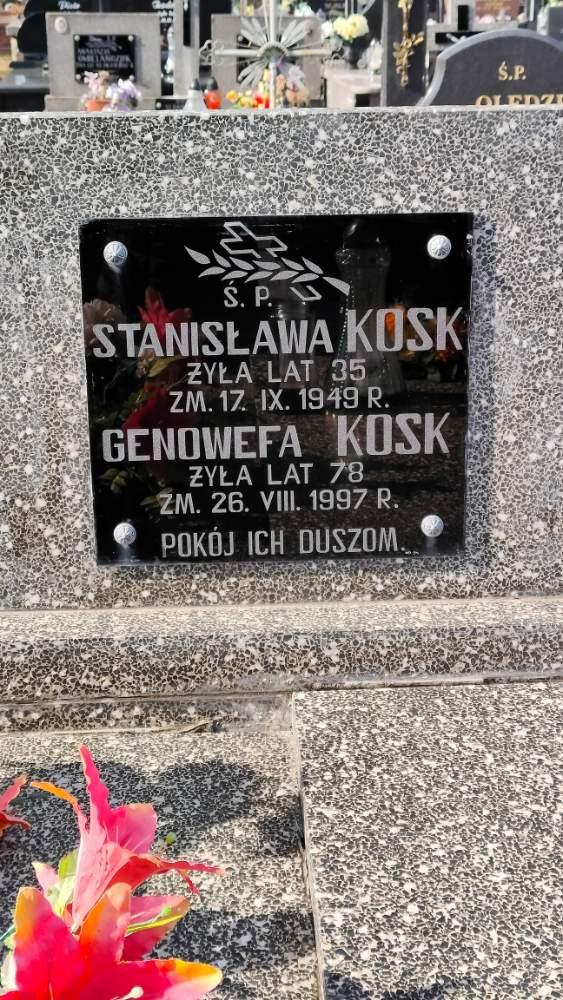 Ś.P.
OLĘDZK
Ś. P.
STANISŁAWA KOSK
ŻYŁA LAT 35
ZM. 17. IX. 1949 R.
GENOWEFA KOSK
ŻYŁA LAT 78
ZM. 26. VIII. 1997 R.
POKÓJ ICH DUSZOM.